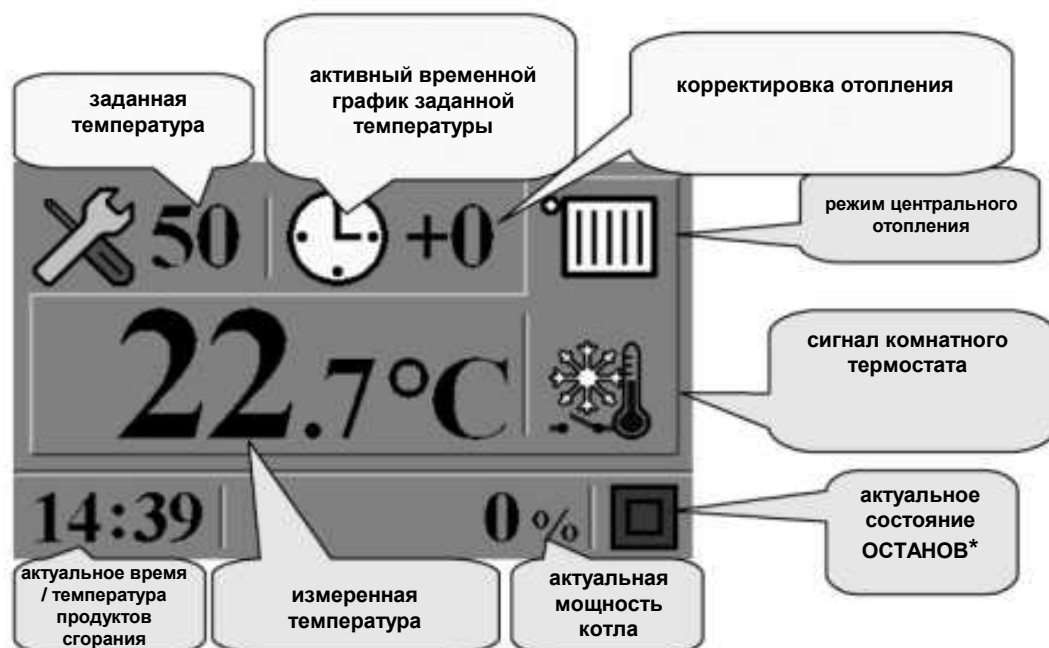 заданная
температура
активный временной
график заданной
температуры
корректировка отопления
режим центрального
отопления
50
+0
22.7°C
сигнал комнатного
термостата
14:39
0 %
актуальное
состояние
ОСТАНОВ*
актуальное время
/ температура
продуктов
сгорания
измеренная
температура
актуальная
мощность
котла